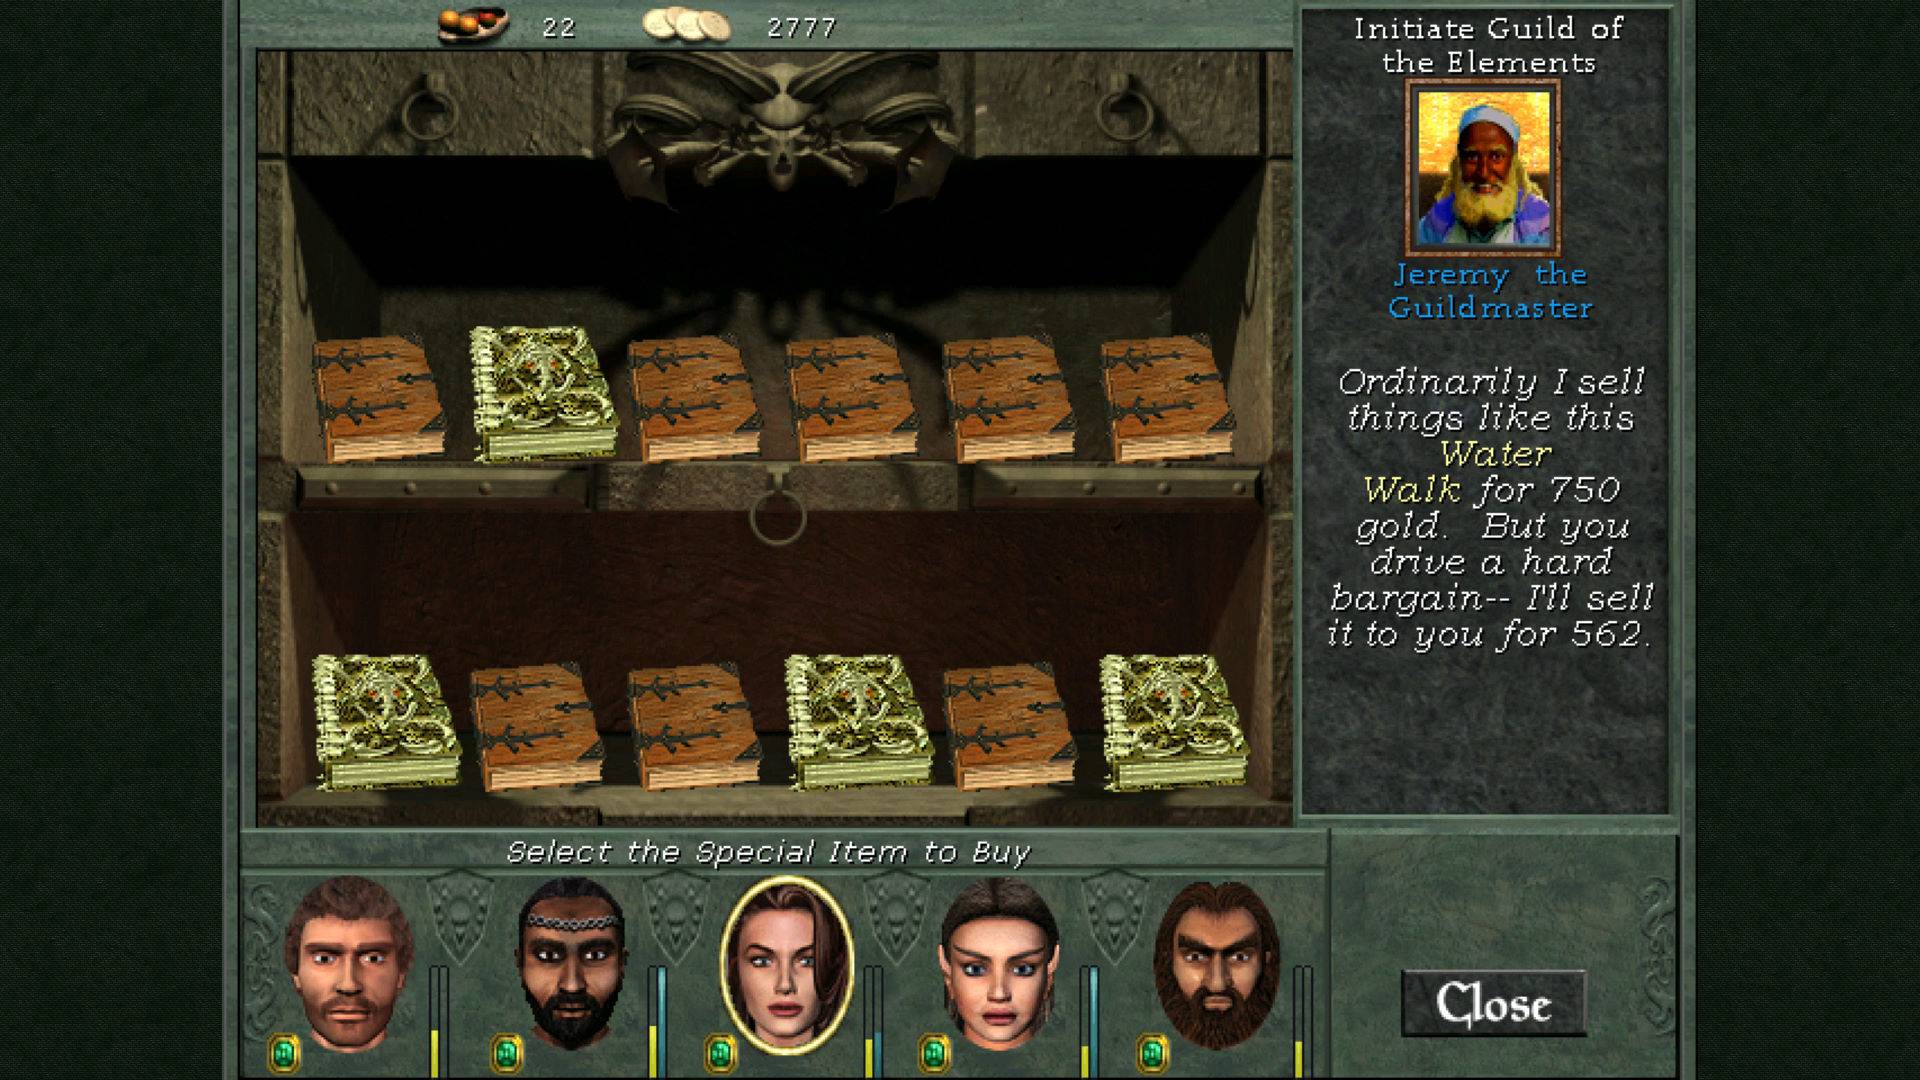 22 2777
Initiate Guild of
the Elements
Jeremy the
Guildmaster
Ordinarily I sell
things like this
Water
Walk for 750
gold. But you
drive a hard
bargain-- I'll sell
it to you for 562.
Select the Special Item to Buy
Close